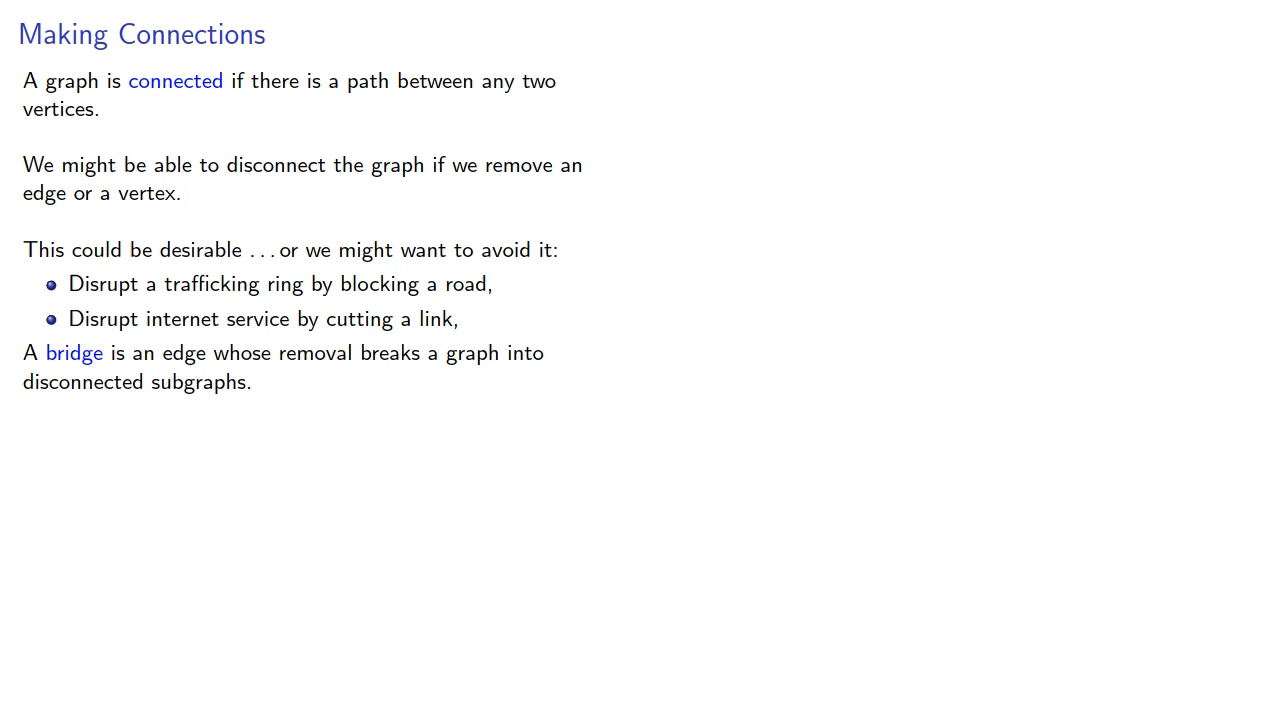 Making Connections
A graph is connected if there is a path between any two
vertices.
We might be able to disconnect the graph if we remove an
edge or a vertex.
This could be desirable ...or we might want to avoid it:
Disrupt a trafficking ring by blocking a road,
Disrupt internet service by cutting a link,
A bridge is an edge whose removal breaks a graph into
disconnected subgraphs.